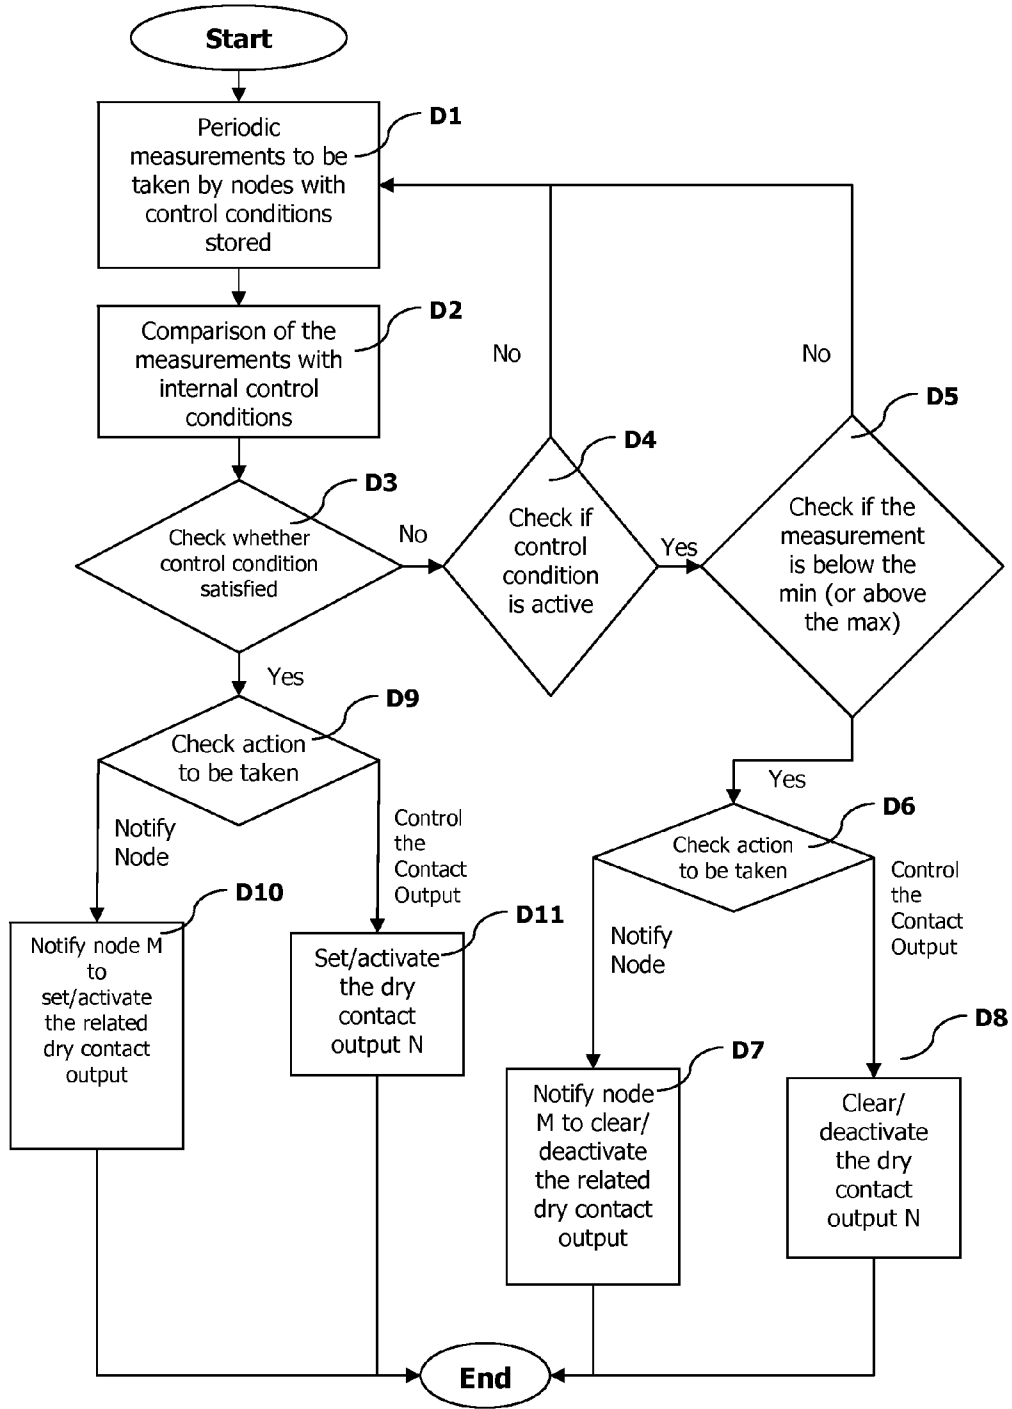 Start
D1
Periodic
measurements to be
taken by nodes with
control conditions
stored
D2
Comparison of the
measurements with
internal control
conditions
D3
Check whether
control condition
satisfied
No
D4
Check if
control
condition
is active
No
Yes
D5
Check if the
measurement
is below the
min (or above
the max)
No
Yes
D9
Check action
to be taken
Notify
Node
Control
the
Contact
Output
D10
Notify node M
to
set/activate
the related
dry contact
output
D11
Set/activate
the dry
contact
output N
Yes
D6
Check action
to be taken
Notify
Node
Control
the
Contact
Output
D7
Notify node
M to clear/
deactivate
the related
dry contact
output
D8
Clear/
deactivate
the dry
contact
output N
End